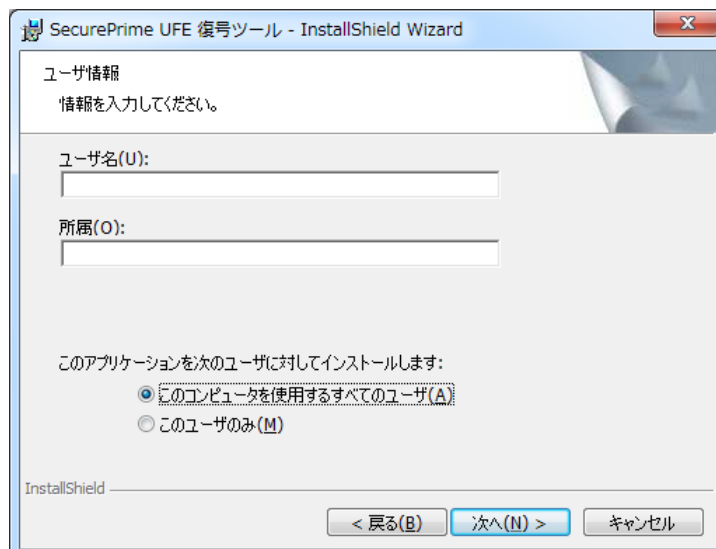 SecurePrime UFE 復号ツール - InstallShield Wizard
ユーザ情報
情報を入力してください。
ユーザ名(U):
所属(O):
このアプリケーションを次のユーザに対してインストールします:
このコンピュータを使用するすべてのユーザ(A)
このユーザのみ(M)
InstallShield
< 戻る(B)
次へ(N) >
キャンセル